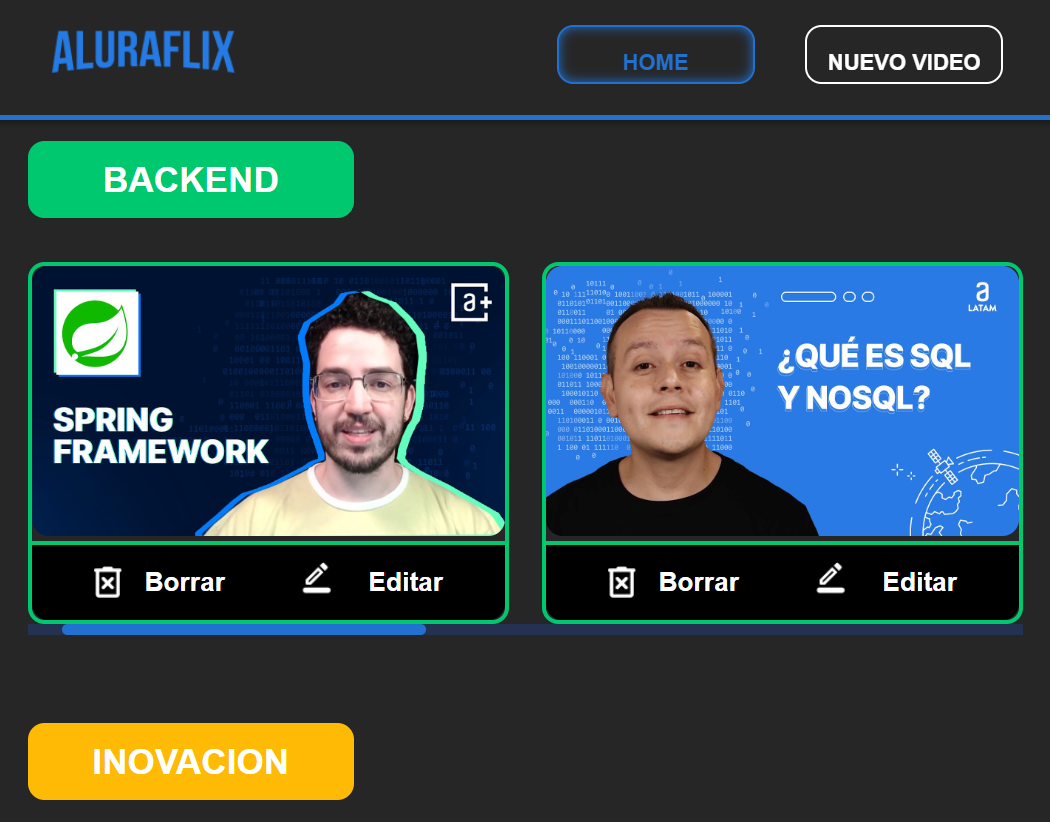 ALURAFLIX
HOME
NUEVO VIDEO
BACKEND
a+
SPRING
FRAMEWORK
a
LATAM
¿QUÉ ES SQL
Y NOSQL?
Borrar
Editar
Borrar
Editar
INOVACION